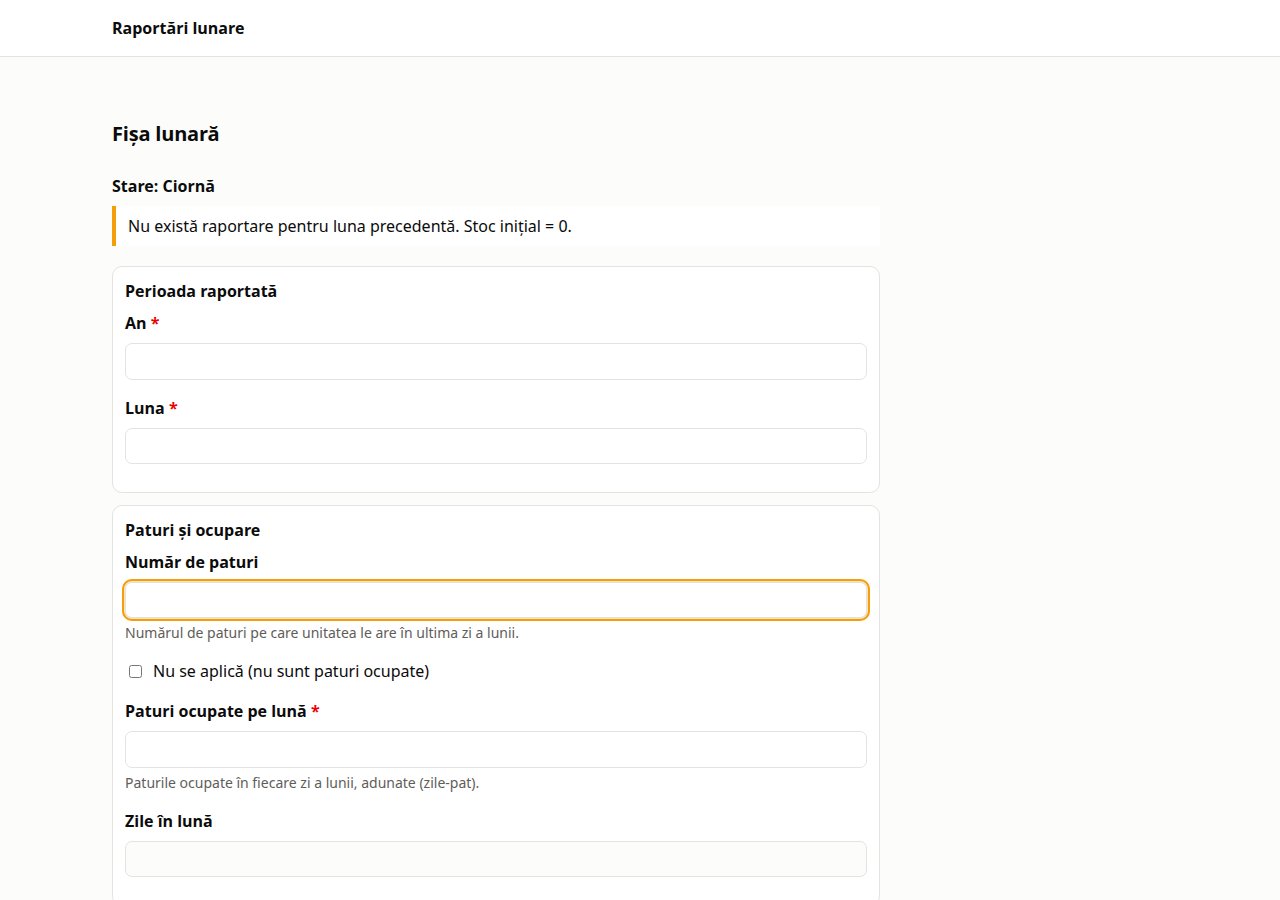 Raportări lunare
Fișa lunară
Stare: Ciornă
Nu există raportare pentru luna precedentă. Stoc inițial = 0.
Perioada raportată
An *
Luna *
Paturi și ocupare
Număr de paturi
Numărul de paturi pe care unitatea le are în ultima zi a lunii.
Nu se aplică (nu sunt paturi ocupate)
Paturi ocupate pe lună *
Paturile ocupate în fiecare zi a lunii, adunate (zile-pat).
Zile în lună